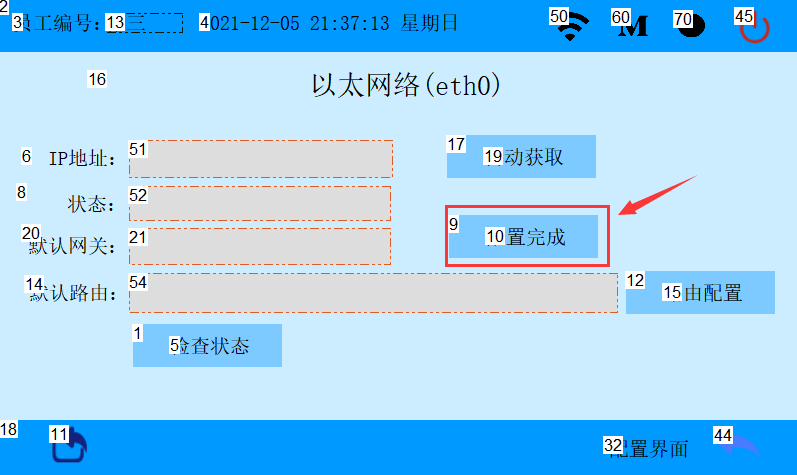 2
3 员工编号: 13 三 4 2021-12-05 21:37:13 星期日 50 60 M 70 45
16 以太网络(eth0)
6 IP地址: 51 17 19 动获取
8 状态: 52
9 10 置完成
20 默认网关: 21
14 默认路由: 54 12 15 由配置
1 5 检查状态
18 11 32 配置界面 44